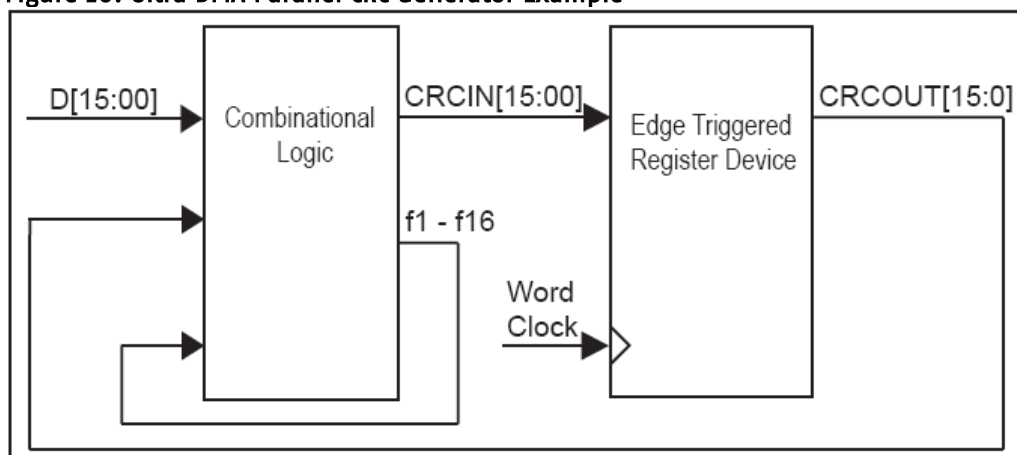 Figure 10. Ultra DMA Parallel CRC Generator Example
D[15:00]
Combinational
Logic
CRCIN[15:00]
f1 - f16
Edge Triggered
Register Device
Word
Clock
CRCOUT[15:0]